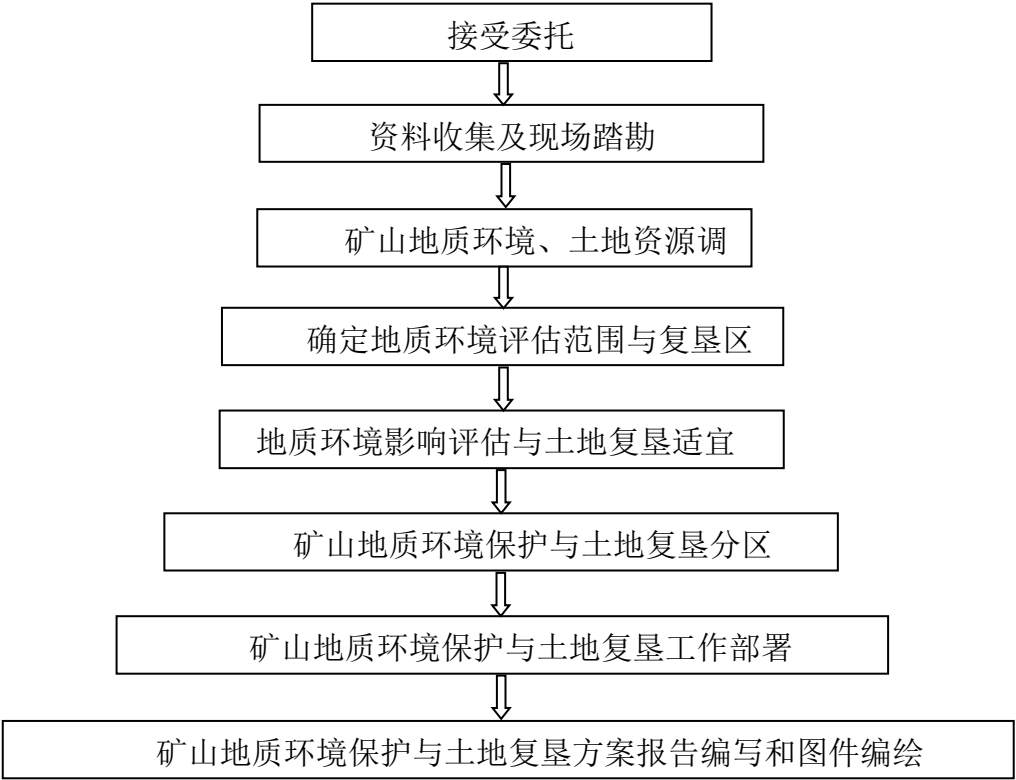 接受委托
资料收集及现场踏勘
矿山地质环境、土地资源调
确定地质环境评估范围与复垦区
地质环境影响评估与土地复垦适宜
矿山地质环境保护与土地复垦分区
矿山地质环境保护与土地复垦工作部署
矿山地质环境保护与土地复垦方案报告编写和图件编绘